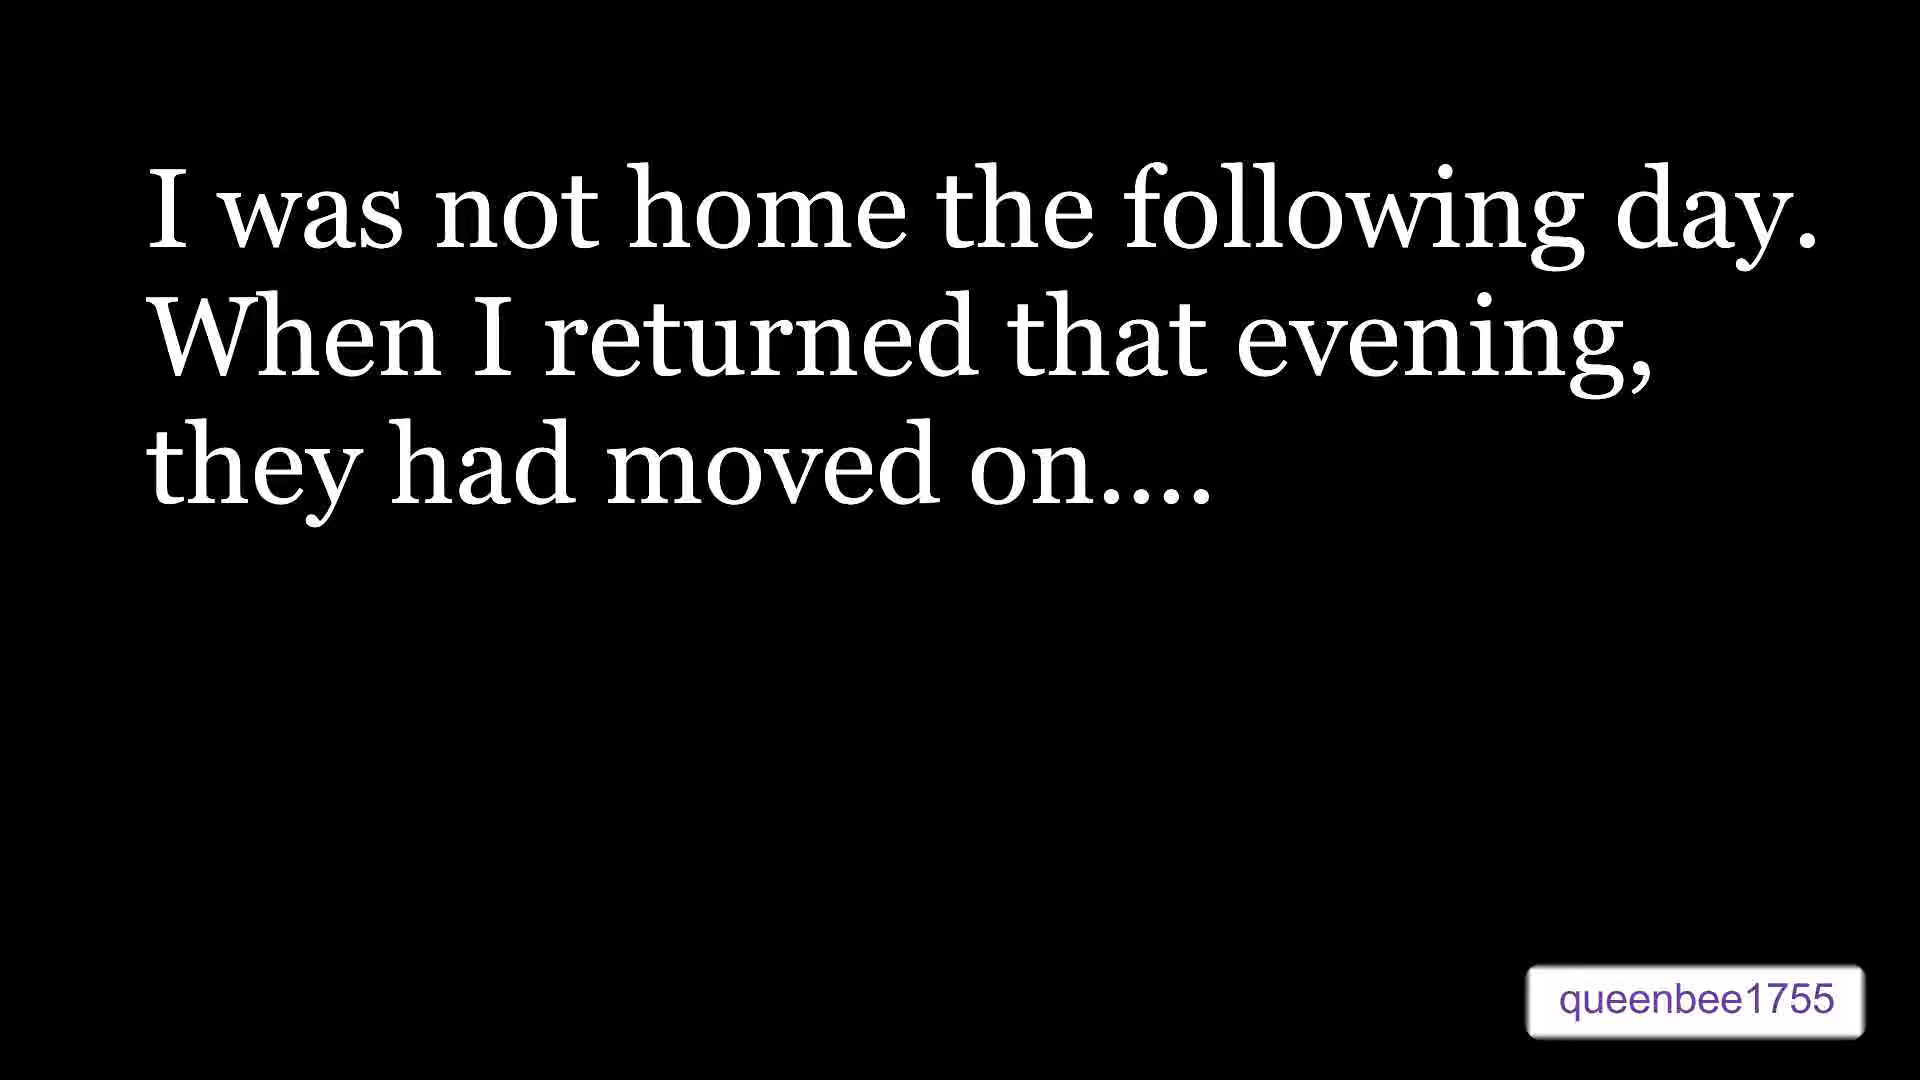 I was not home the following day.
When I returned that evening,
they had moved on....
queenbee1755